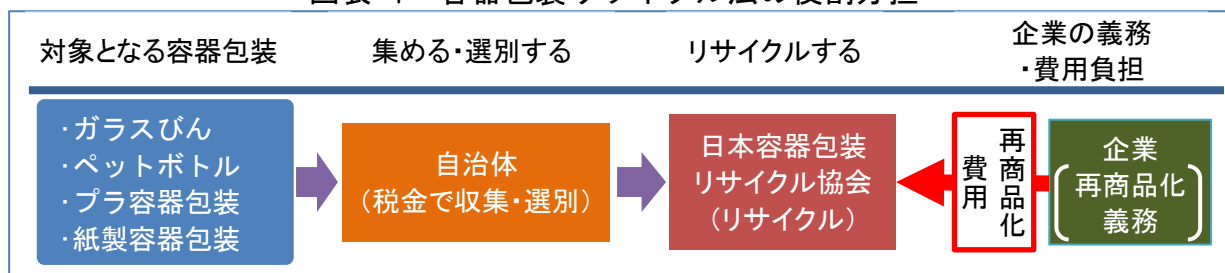 対象となる容器包装
集める・選別する
リサイクルする
企業の義務
・費用負担
・ガラスびん
・ペットボトル
・プラ容器包装
・紙製容器包装
自治体
（税金で収集・選別）
日本容器包装
リサイクル協会
（リサイクル）
再商品化
費用
企業
再商品化
義務